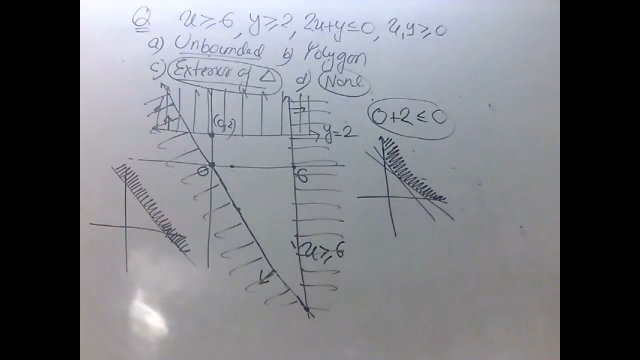 Q x ≥ 6, y ≥ 2, 2x+y ≤ 0, x,y ≥ 0
a) Unbounded b) Polygon
c) Exterior of Δ d) None
(0,2)
y=2
0+2 ≤ 0
0
6
x ≥ 6